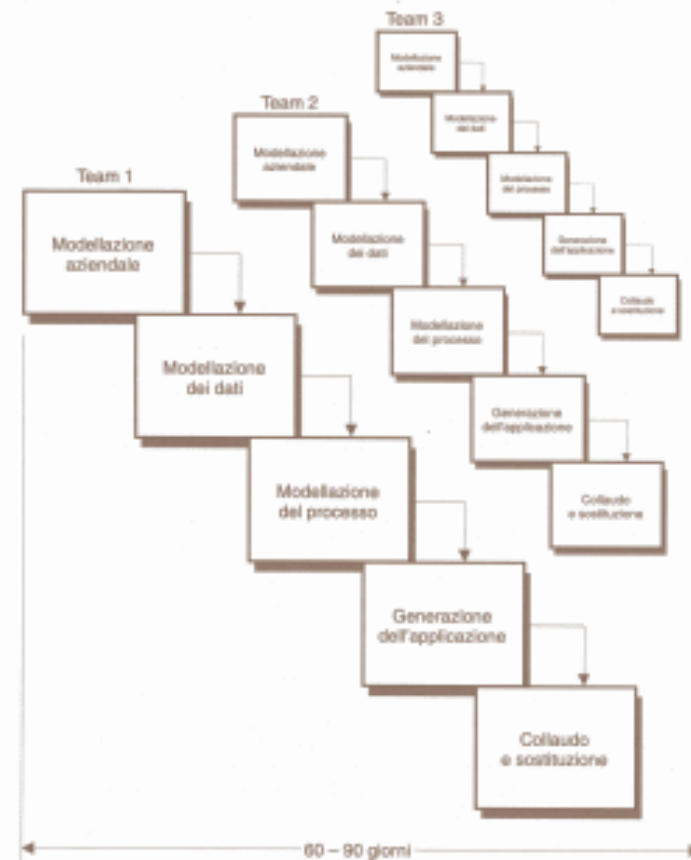 Team 1
Modellazione
aziendale
Modellazione
dei dati
Modellazione
del processo
Generazione
dell'applicazione
Collaudo
e sostituzione
Team 2
Modellazione
aziendale
Modellazione
dei dati
Modellazione
del processo
Generazione
dell'applicazione
Collaudo
e sostituzione
Team 3
Modellazione
aziendale
Modellazione
dei dati
Modellazione
del processo
Generazione
dell'applicazione
Collaudo
e sostituzione
60 – 90 giorni